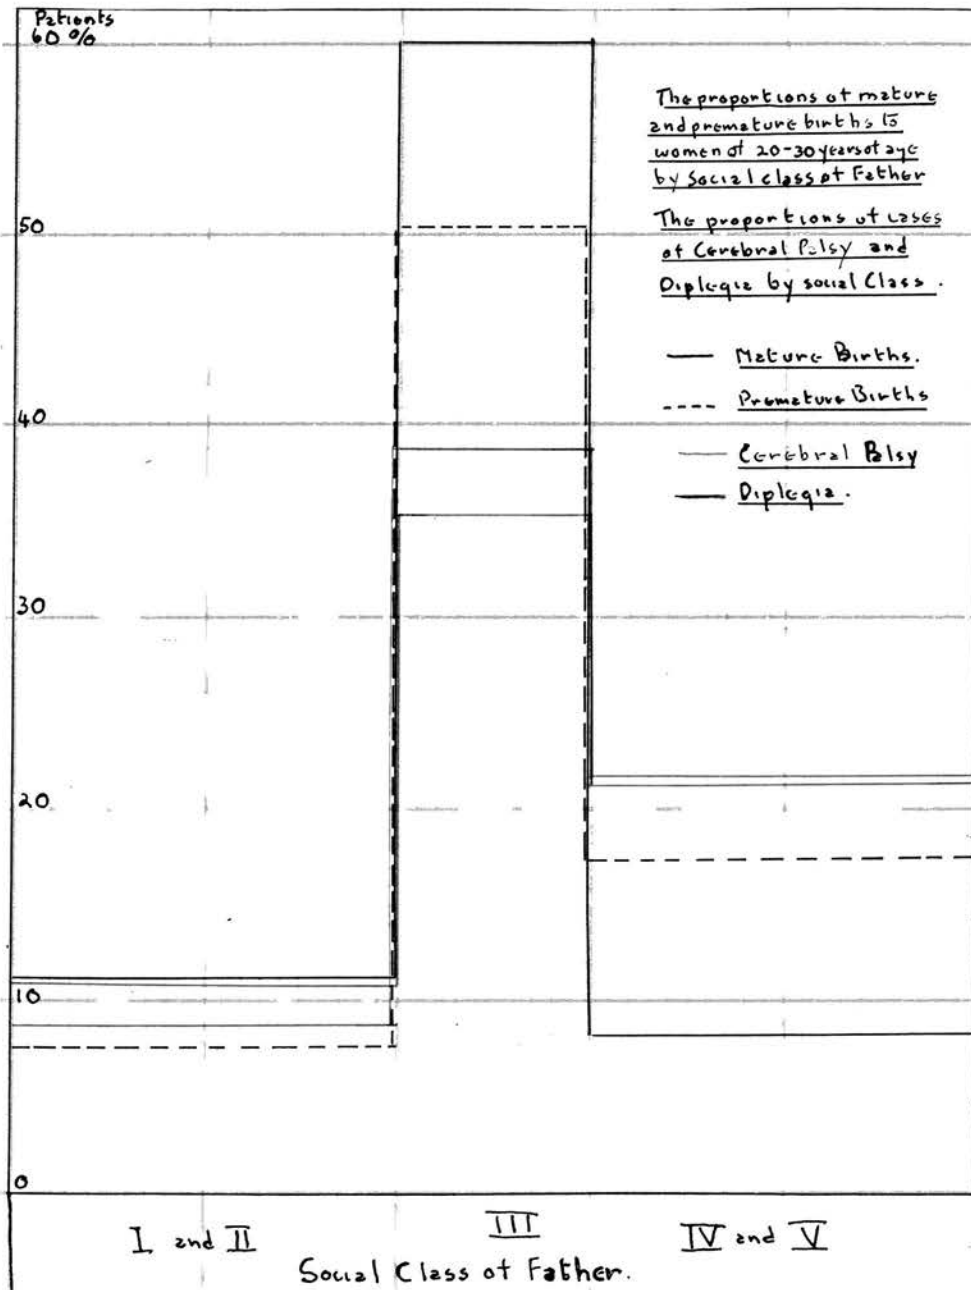 Patients
60 %
The proportions of mature
and premature births to
women of 20-30 years of age
by Social class of Father
The proportions of cases
of Cerebral Palsy and
Diplegia by social Class.
50
Mature Births.
Premature Births
40
Cerebral Palsy
Diplegia.
30
20
10
0
I and II
III
IV and V
Social Class of Father.